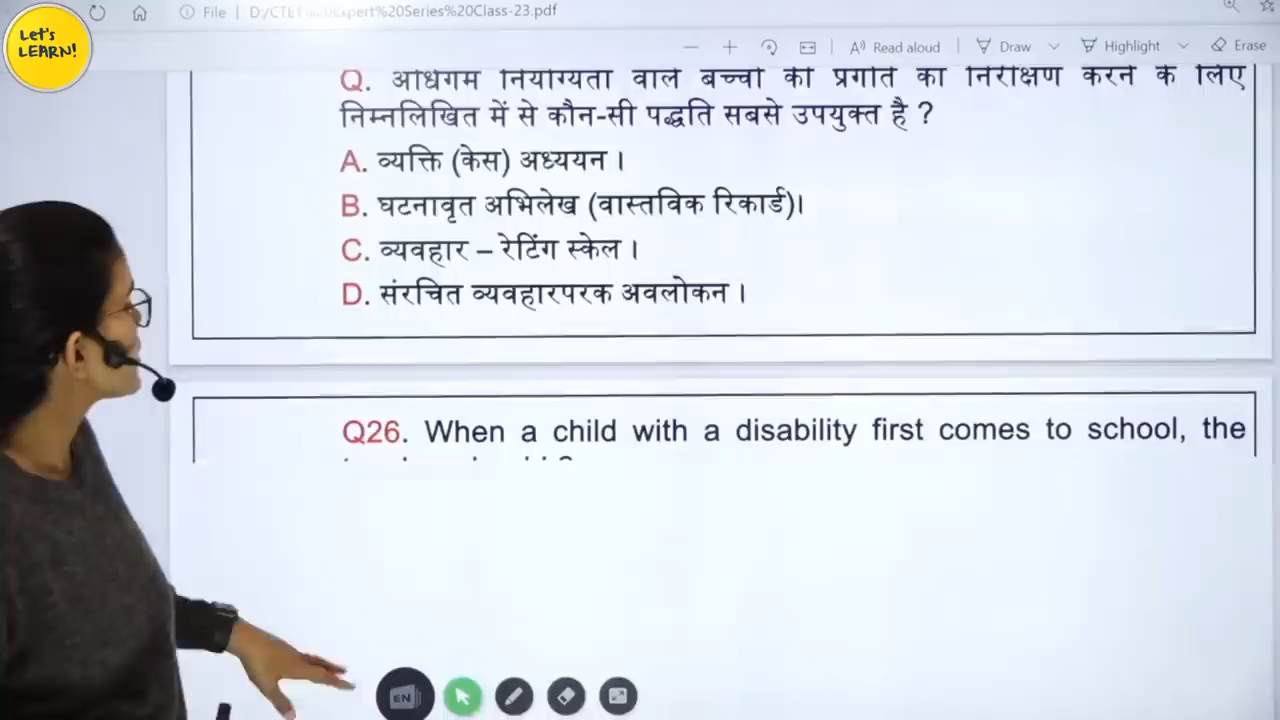 Let's
LEARN!
File | D:/CTET
xpert%20Series%20Class-23.pdf
Read aloud
Draw
Highlight
Erase
Q. अधिगम नियोग्यता वाले बच्चों की प्रगति का निरीक्षण करने के लिए
निम्नलिखित में से कौन-सी पद्धति सबसे उपयुक्त है ?
A. व्यक्ति (केस) अध्ययन ।
B. घटनावृत अभिलेख (वास्तविक रिकार्ड)।
C. व्यवहार – रेटिंग स्केल ।
D. संरचित व्यवहारपरक अवलोकन ।
Q26. When a child with a disability first comes to school, the
EN